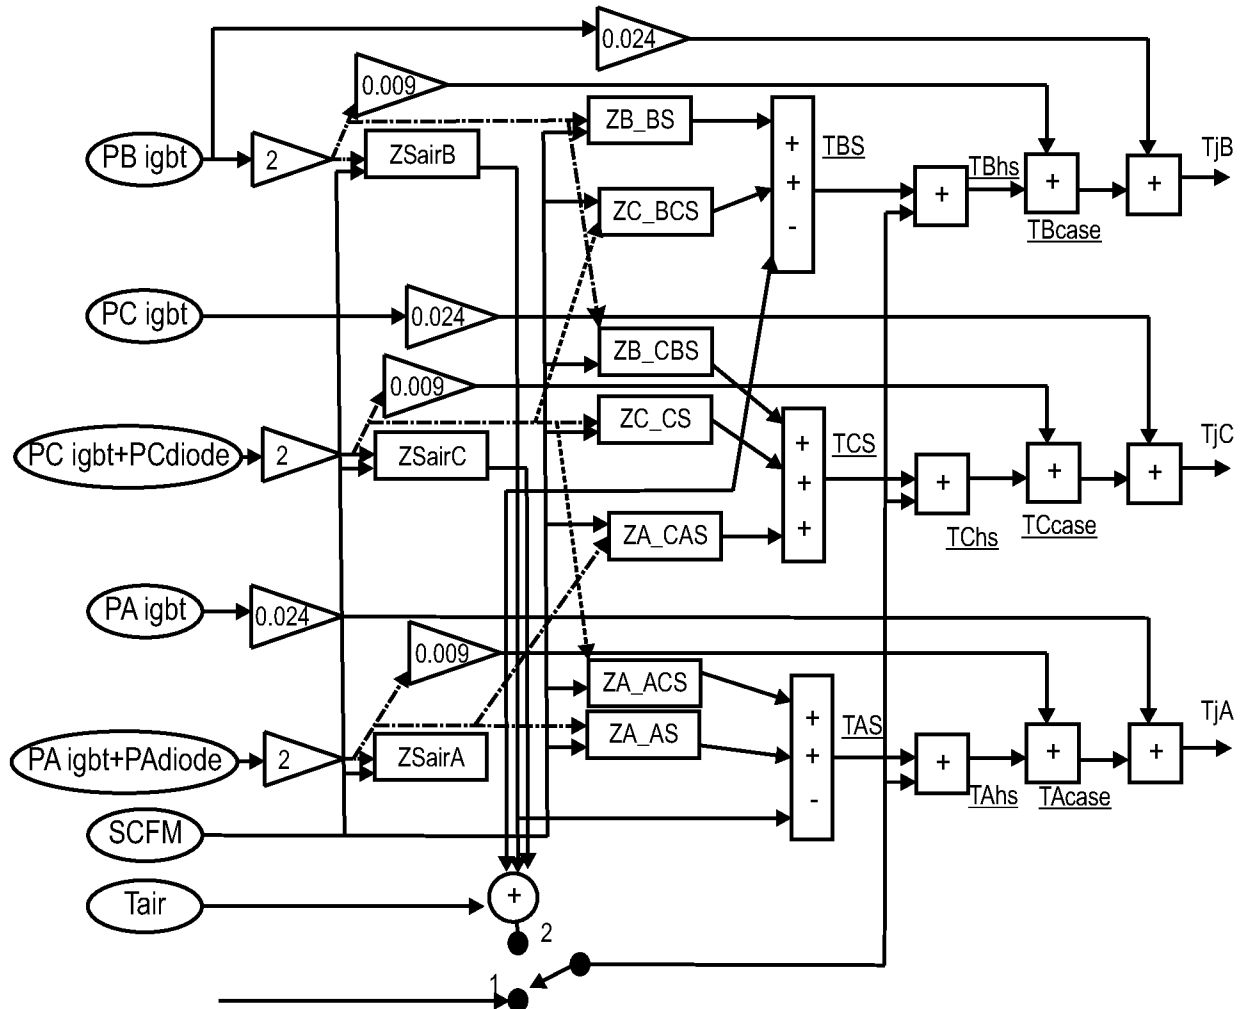 0.024
0.009
PB igbt
2
ZSairB
ZB_BS
+
+
-
TBS
ZC_BCS
+
TBhs
+
TBcase
+
TjB
PC igbt
0.024
ZB_CBS
0.009
ZC_CS
PC igbt+PCdiode
2
ZSairC
+
+
+
TCS
+
TChs
+
TCcase
+
TjC
ZA_CAS
PA igbt
0.024
0.009
ZA_ACS
ZA_AS
PA igbt+PAdiode
2
ZSairA
+
+
-
TAS
+
TAhs
+
TAcase
+
TjA
SCFM
Tair
+
2
1